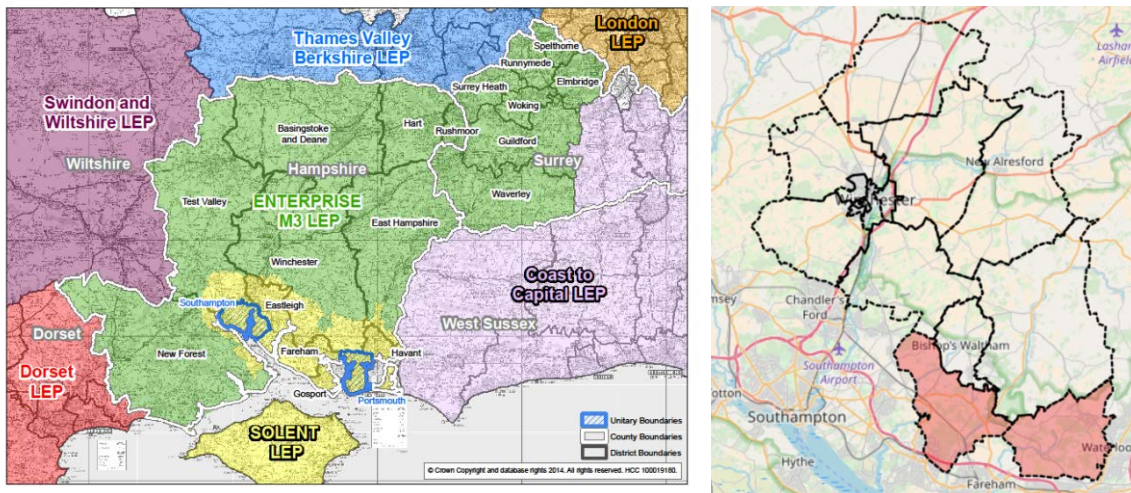 London
LEP
Thames Valley
Berkshire LEP
Spelthorne
Runnymede
Elmbridge
Surrey Heath
Swindon and
Wiltshire LEP
Woking
Hart
Rushmoor
Basingstoke
and Deane
Guildford
Wiltshire
Hampshire
Surrey
Waverley
Test Valley
ENTERPRISE
M3 LEP
East Hampshire
Winchester
Coast to
Capital LEP
Southampton
Eastleigh
West Sussex
Dorset
New Forest
Fareham
Havant
Dorset
LEP
Gosport
Portsmouth
SOLENT
LEP
Unitary Boundaries
County Boundaries
District Boundaries
© Crown Copyright and database rights 2014. All rights reserved. HCC 100019180.
Lasha
Airfield
New Alresford
Winchester
nsey
Chandler's
Ford
Bishop's Waltham
Southampton
Airport
otton
Southampton
Waterloo
Hythe
Fareham